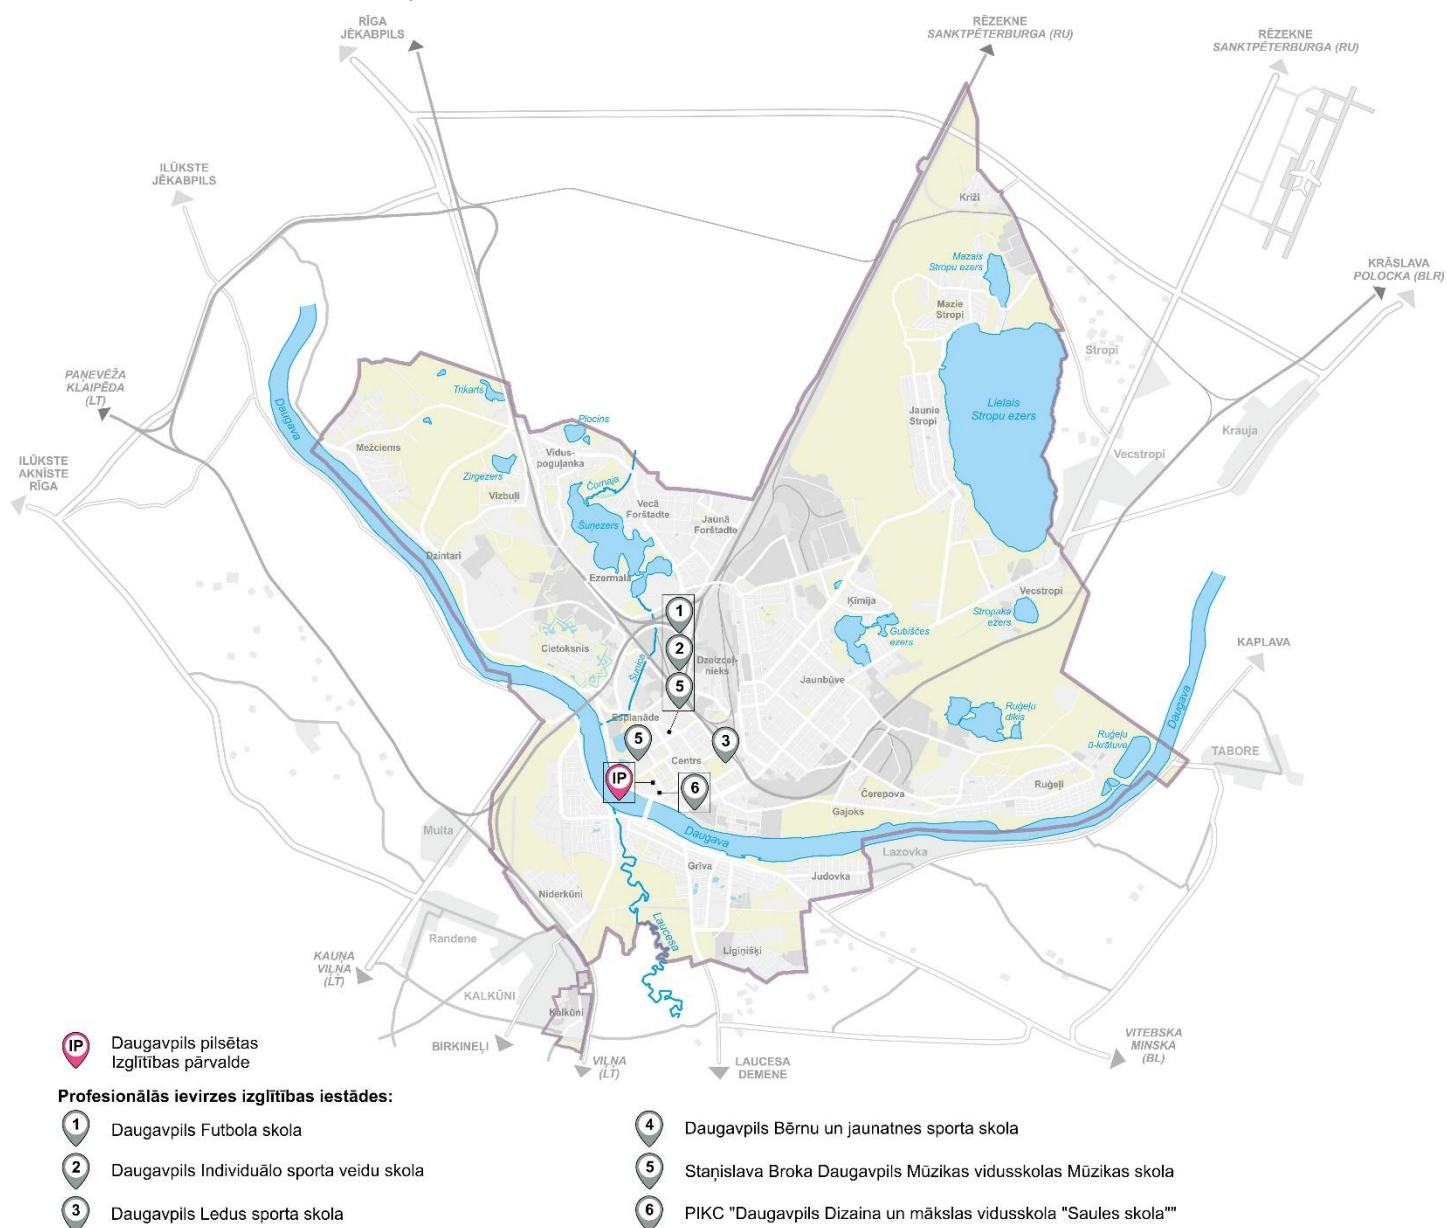 RĪGA
JĒKABPILS
RĒZEKNE
SANKTPĒTERBURGA (RU)
RĒZEKNE
SANKTPĒTERBURGA (RU)
ILŪKSTE
JĒKABPILS
Križi
Mazais
Stropu ezers
KRĀSLAVA
POLOCKA (BLR)
Mazie
Stropi
Stropi
PAŅEVĒŽA
KLAIPĒDA
(LT)
Daugava
Trikarts
Plocins
Jaunie
Stropi
Lielais
Stropu ezers
Krauja
Mežciems
Vidus-
poguļanka
Vecstropi
ILŪKSTE
AKNĪSTE
RĪGA
Zirgezers
Vizbuļi
Čornaja
Vecā
Forštadte
Jaunā
Forštadte
Šuņezers
Dzintari
Ezermala
Ķīmija
Vecstropi
Stropaka
ezers
1
Gubiščes
ezers
Cietoksnis
2
Dzelzceļ-
nieks
KAPLAVA
Šuņica
5
Jaunbūve
Daugava
Esplanāde
Ruģeļu
dīķis
5
3
Ruģeļu
ū-krātuve
TABORE
Centrs
IP
6
Čerepova
Ruģeļi
Gajoks
Muita
Daugava
Lazovka
Grīva
Judovka
Niderkūni
Laucesa
Randene
Liginišķi
KAUŅA
VIĻŅA
(LT)
KALKŪNI
Kalkūni
BIRKINEĻI
VIĻŅA
(LT)
LAUCESA
DEMENE
VITEBSKA
MINSKA
(BL)
IP
Daugavpils pilsētas
Izglītības pārvalde
Profesionālās ievirzes izglītības iestādes:
1 Daugavpils Futbola skola
2 Daugavpils Individuālo sporta veidu skola
3 Daugavpils Ledus sporta skola
4 Daugavpils Bērnu un jaunatnes sporta skola
5 Staņislava Broka Daugavpils Mūzikas vidusskolas Mūzikas skola
6 PIKC "Daugavpils Dizaina un mākslas vidusskola "Saules skola""